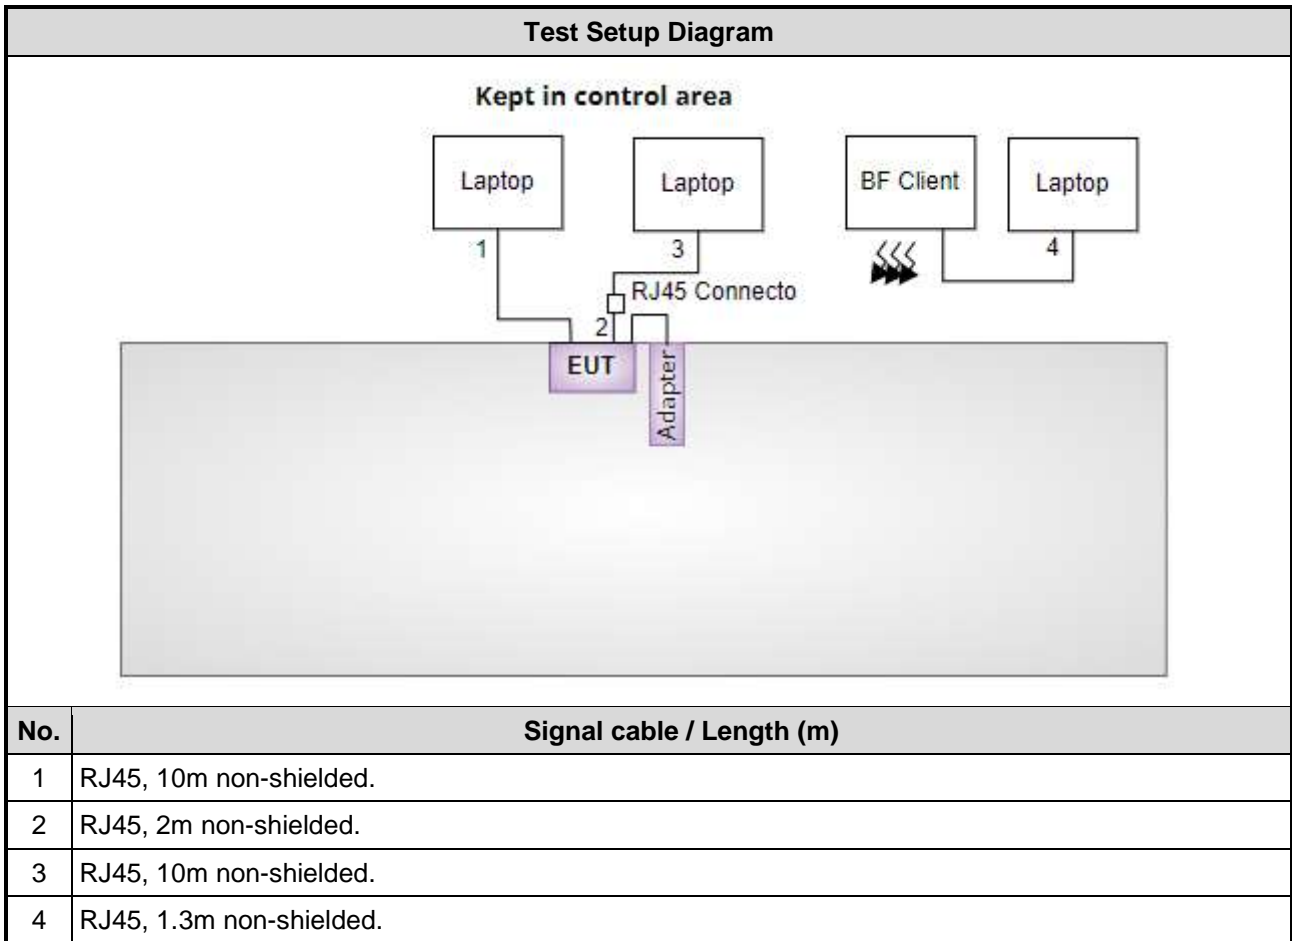 Test Setup Diagram
Kept in control area
Laptop
Laptop
BF Client
Laptop
1
3
4
RJ45 Connecto
2
EUT
Adapter
No. Signal cable / Length (m)
1 RJ45, 10m non-shielded.
2 RJ45, 2m non-shielded.
3 RJ45, 10m non-shielded.
4 RJ45, 1.3m non-shielded.